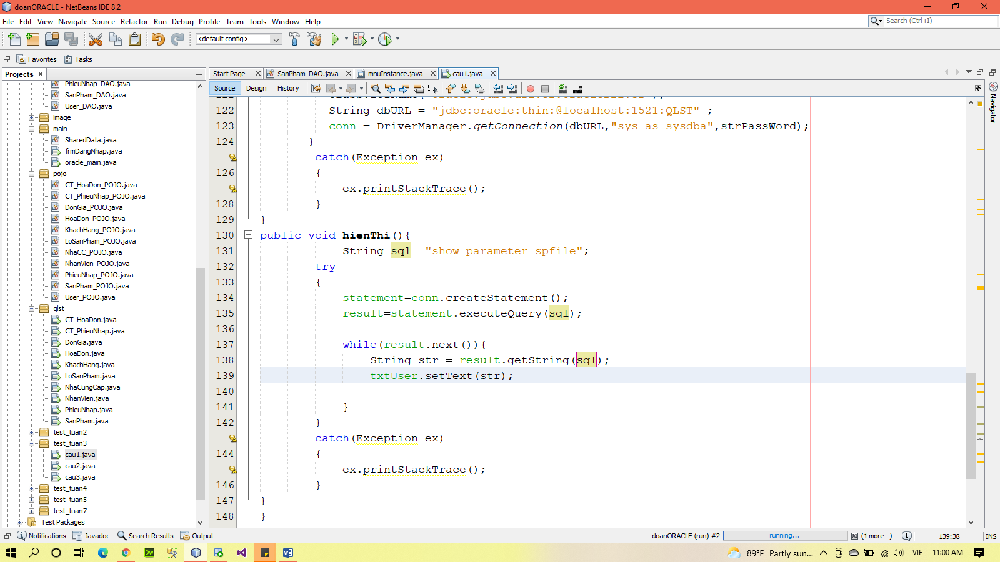 doanORACLE - NetBeans IDE 8.2
File Edit View Navigate Source Refactor Run Debug Profile Team Tools Window Help
Search (Ctrl+I)
<default config>
Favorites Tasks
Projects
Start Page SanPham_DAO.java mnuInstance.java cau1.java
Source Design History
Navigator
PhieuNhap_DAO.java
SanPham_DAO.java
User_DAO.java
image
main
SharedData.java
frmDangNhap.java
oracle_main.java
pojo
CT_HoaDon_POJO.java
CT_PhieuNhap_POJO.java
DonGia_POJO.java
HoaDon_POJO.java
KhachHang_POJO.java
LoSanPham_POJO.java
NhaCC_POJO.java
NhanVien_POJO.java
PhieuNhap_POJO.java
SanPham_POJO.java
User_POJO.java
qlst
CT_HoaDon.java
CT_PhieuNhap.java
DonGia.java
HoaDon.java
KhachHang.java
LoSanPham.java
NhaCungCap.java
NhanVien.java
PhieuNhap.java
SanPham.java
test_tuan2
test_tuan3
cau1.java
cau2.java
cau3.java
test_tuan4
test_tuan5
test_tuan7
Test Packages
122 String dbURL = "jdbc:oracle:thin:@localhost:1521:QLST" ;
123 conn = DriverManager.getConnection(dbURL,"sys as sysdba",strPassWord);
124 }
catch(Exception ex)
126 {
ex.printStackTrace();
128 }
129 }
130 public void hienThi(){
131 String sql ="show parameter spfile";
132 try
133 {
134 statement=conn.createStatement();
135 result=statement.executeQuery(sql);
136
137 while(result.next()){
138 String str = result.getString(sql);
139 txtUser.setText(str);
140
141 }
142 }
catch(Exception ex)
144 {
ex.printStackTrace();
146 }
147 }
148 }
Notifications Javadoc Search Results Output
doanORACLE (run) #2 running... (1 more...) 1 139:38 INS
Dw
89°F Partly sun... VIE 11:00 AM